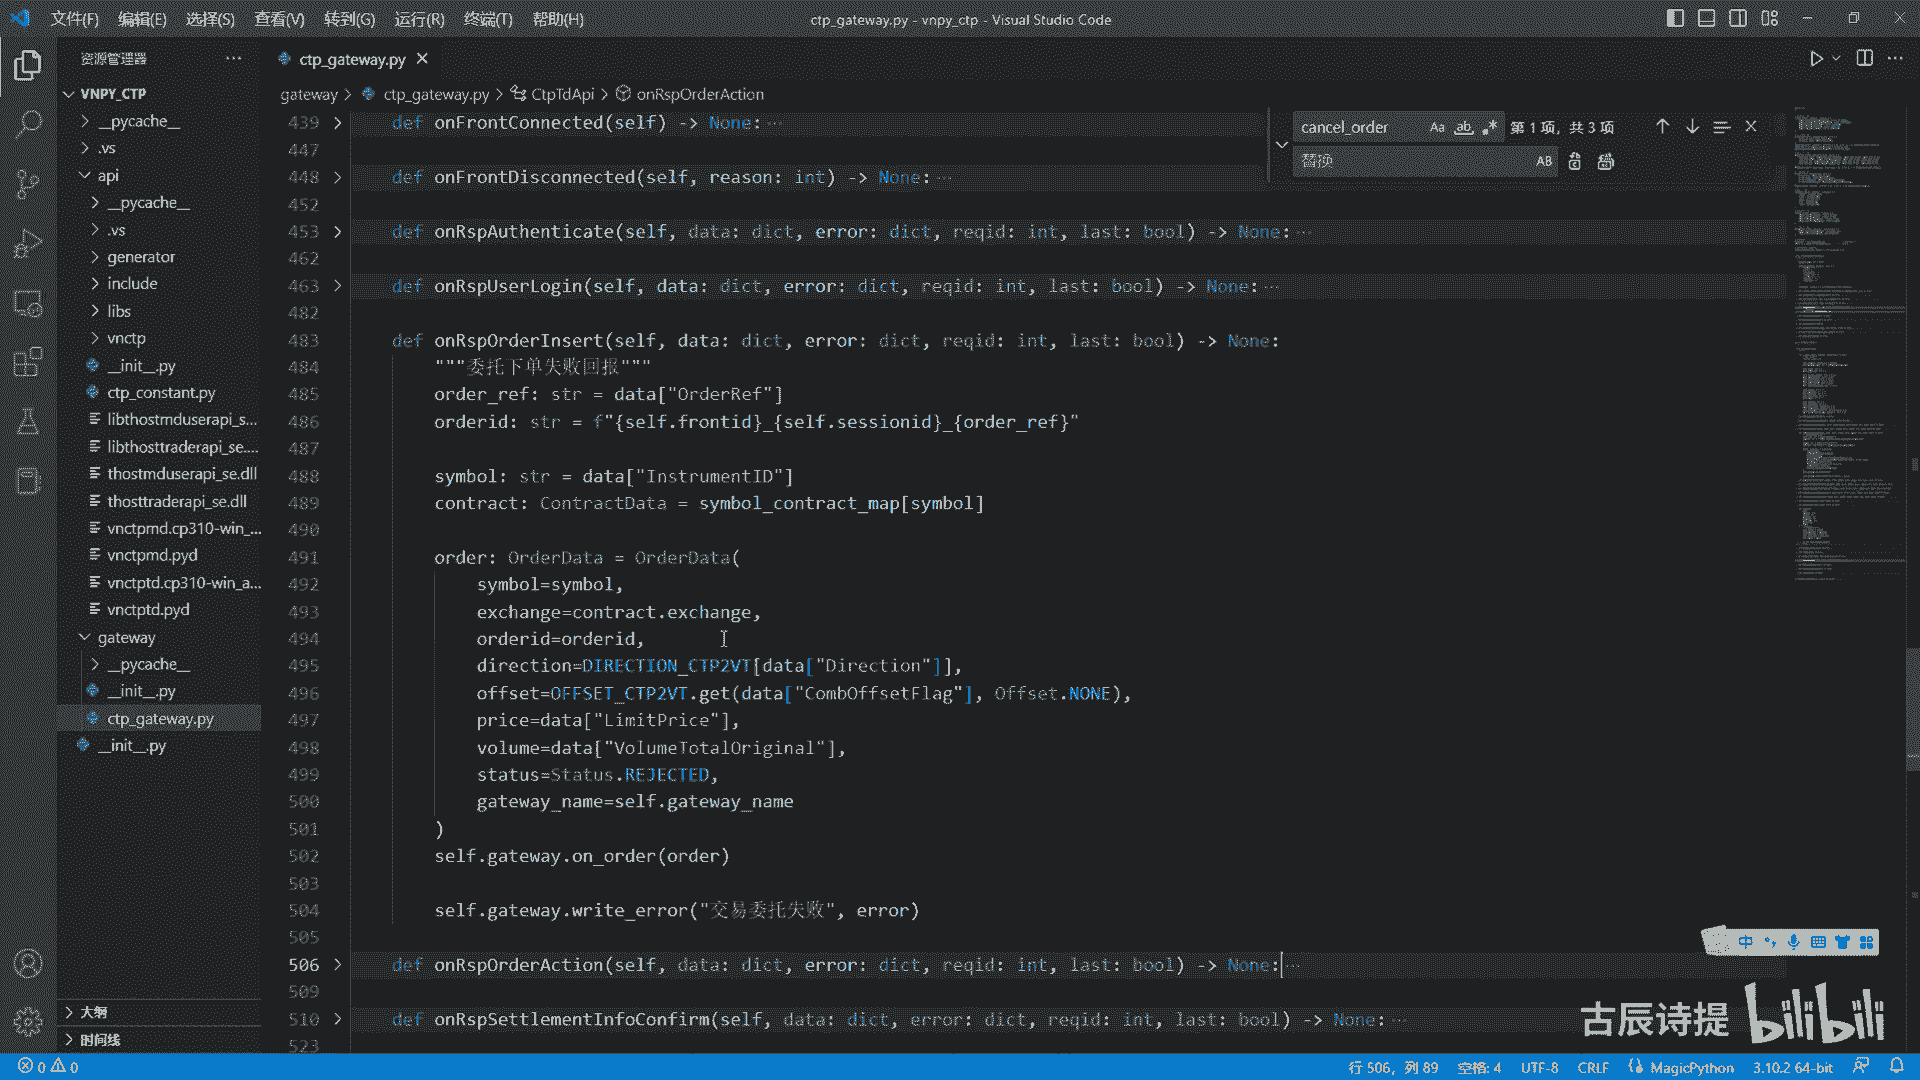 文件(F) 编辑(E) 选择(S) 查看(V) 转到(G) 运行(R) 终端(T) 帮助(H)
ctp_gateway.py - vnpy_ctp - Visual Studio Code
资源管理器
ctp_gateway.py
VNPY_CTP
__pycache__
.vs
api
__pycache__
.vs
generator
include
libs
vnctp
__init__.py
ctp_constant.py
libthostmduserapi_s...
libthosttraderapi_se....
thostmduserapi_se.dll
thosttraderapi_se.dll
vnctpmd.cp310-win_...
vnctpmd.pyd
vnctptd.cp310-win_a...
vnctptd.pyd
gateway
__pycache__
__init__.py
ctp_gateway.py
__init__.py
大纲
时间线
gateway > ctp_gateway.py > CtpTdApi > onRspOrderAction
cancel_order Aa ab 第 1 项, 共 3 项
替换 AB
439 def onFrontConnected(self) -> None: ···
447
448 def onFrontDisconnected(self, reason: int) -> None: ···
452
453 def onRspAuthenticate(self, data: dict, error: dict, reqid: int, last: bool) -> None: ···
462
463 def onRspUserLogin(self, data: dict, error: dict, reqid: int, last: bool) -> None: ···
482
483 def onRspOrderInsert(self, data: dict, error: dict, reqid: int, last: bool) -> None:
484 """委托下单失败回报"""
485 order_ref: str = data["OrderRef"]
486 orderid: str = f"{self.frontid}_{self.sessionid}_{order_ref}"
487
488 symbol: str = data["InstrumentID"]
489 contract: ContractData = symbol_contract_map[symbol]
490
491 order: OrderData = OrderData(
492 symbol=symbol,
493 exchange=contract.exchange,
494 orderid=orderid,
495 direction=DIRECTION_CTP2VT[data["Direction"]],
496 offset=OFFSET_CTP2VT.get(data["CombOffsetFlag"], Offset.NONE),
497 price=data["LimitPrice"],
498 volume=data["VolumeTotalOriginal"],
499 status=Status.REJECTED,
500 gateway_name=self.gateway_name
501 )
502 self.gateway.on_order(order)
503
504 self.gateway.write_error("交易委托失败", error)
505
506 def onRspOrderAction(self, data: dict, error: dict, reqid: int, last: bool) -> None: ···
509
510 def onRspSettlementInfoConfirm(self, data: dict, error: dict, reqid: int, last: bool) -> None: ···
523
中
古辰诗提 bilibili
0 0
行 506, 列 89 空格: 4 UTF-8 CRLF MagicPython 3.10.2 64-bit